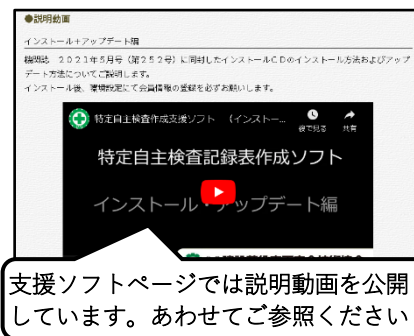 ●説明動画
インストール+アップデート編
機関誌 2021年5月号(第252号)に同封したインストールCDのインストール方法およびアップ
デート方法についてご説明します。
インストール後、環境設定にて会員情報の登録を必ずお願いします。
特定自主検査作成支援ソフト (インストー...
後で見る 共有
特定自主検査記録表作成ソフト
インストール・アップデート編
支援ソフトページでは説明動画を公開
しています。あわせてご参照ください